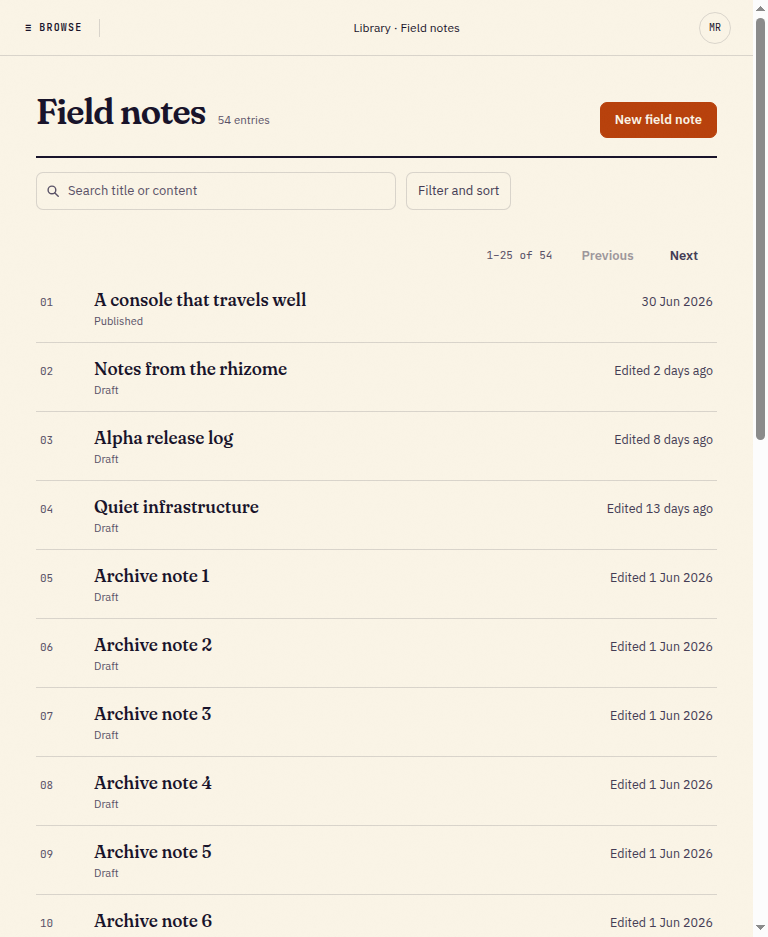 ≡ BROWSE
Library · Field notes
MR
Field notes
54 entries
New field note
Search title or content
Filter and sort
1–25 of 54
Previous
Next
01
A console that travels well
30 Jun 2026
Published
02
Notes from the rhizome
Edited 2 days ago
Draft
03
Alpha release log
Edited 8 days ago
Draft
04
Quiet infrastructure
Edited 13 days ago
Draft
05
Archive note 1
Edited 1 Jun 2026
Draft
06
Archive note 2
Edited 1 Jun 2026
Draft
07
Archive note 3
Edited 1 Jun 2026
Draft
08
Archive note 4
Edited 1 Jun 2026
Draft
09
Archive note 5
Edited 1 Jun 2026
Draft
10
Archive note 6
Edited 1 Jun 2026